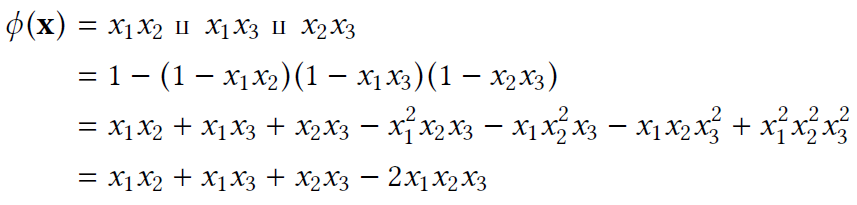 ϕ(𝐱) = x₁x₂ ⨿ x₁x₃ ⨿ x₂x₃
= 1 − (1 − x₁x₂)(1 − x₁x₃)(1 − x₂x₃)
= x₁x₂ + x₁x₃ + x₂x₃ − x₁²x₂x₃ − x₁x₂²x₃ − x₁x₂x₃² + x₁²x₂²x₃²
= x₁x₂ + x₁x₃ + x₂x₃ − 2x₁x₂x₃